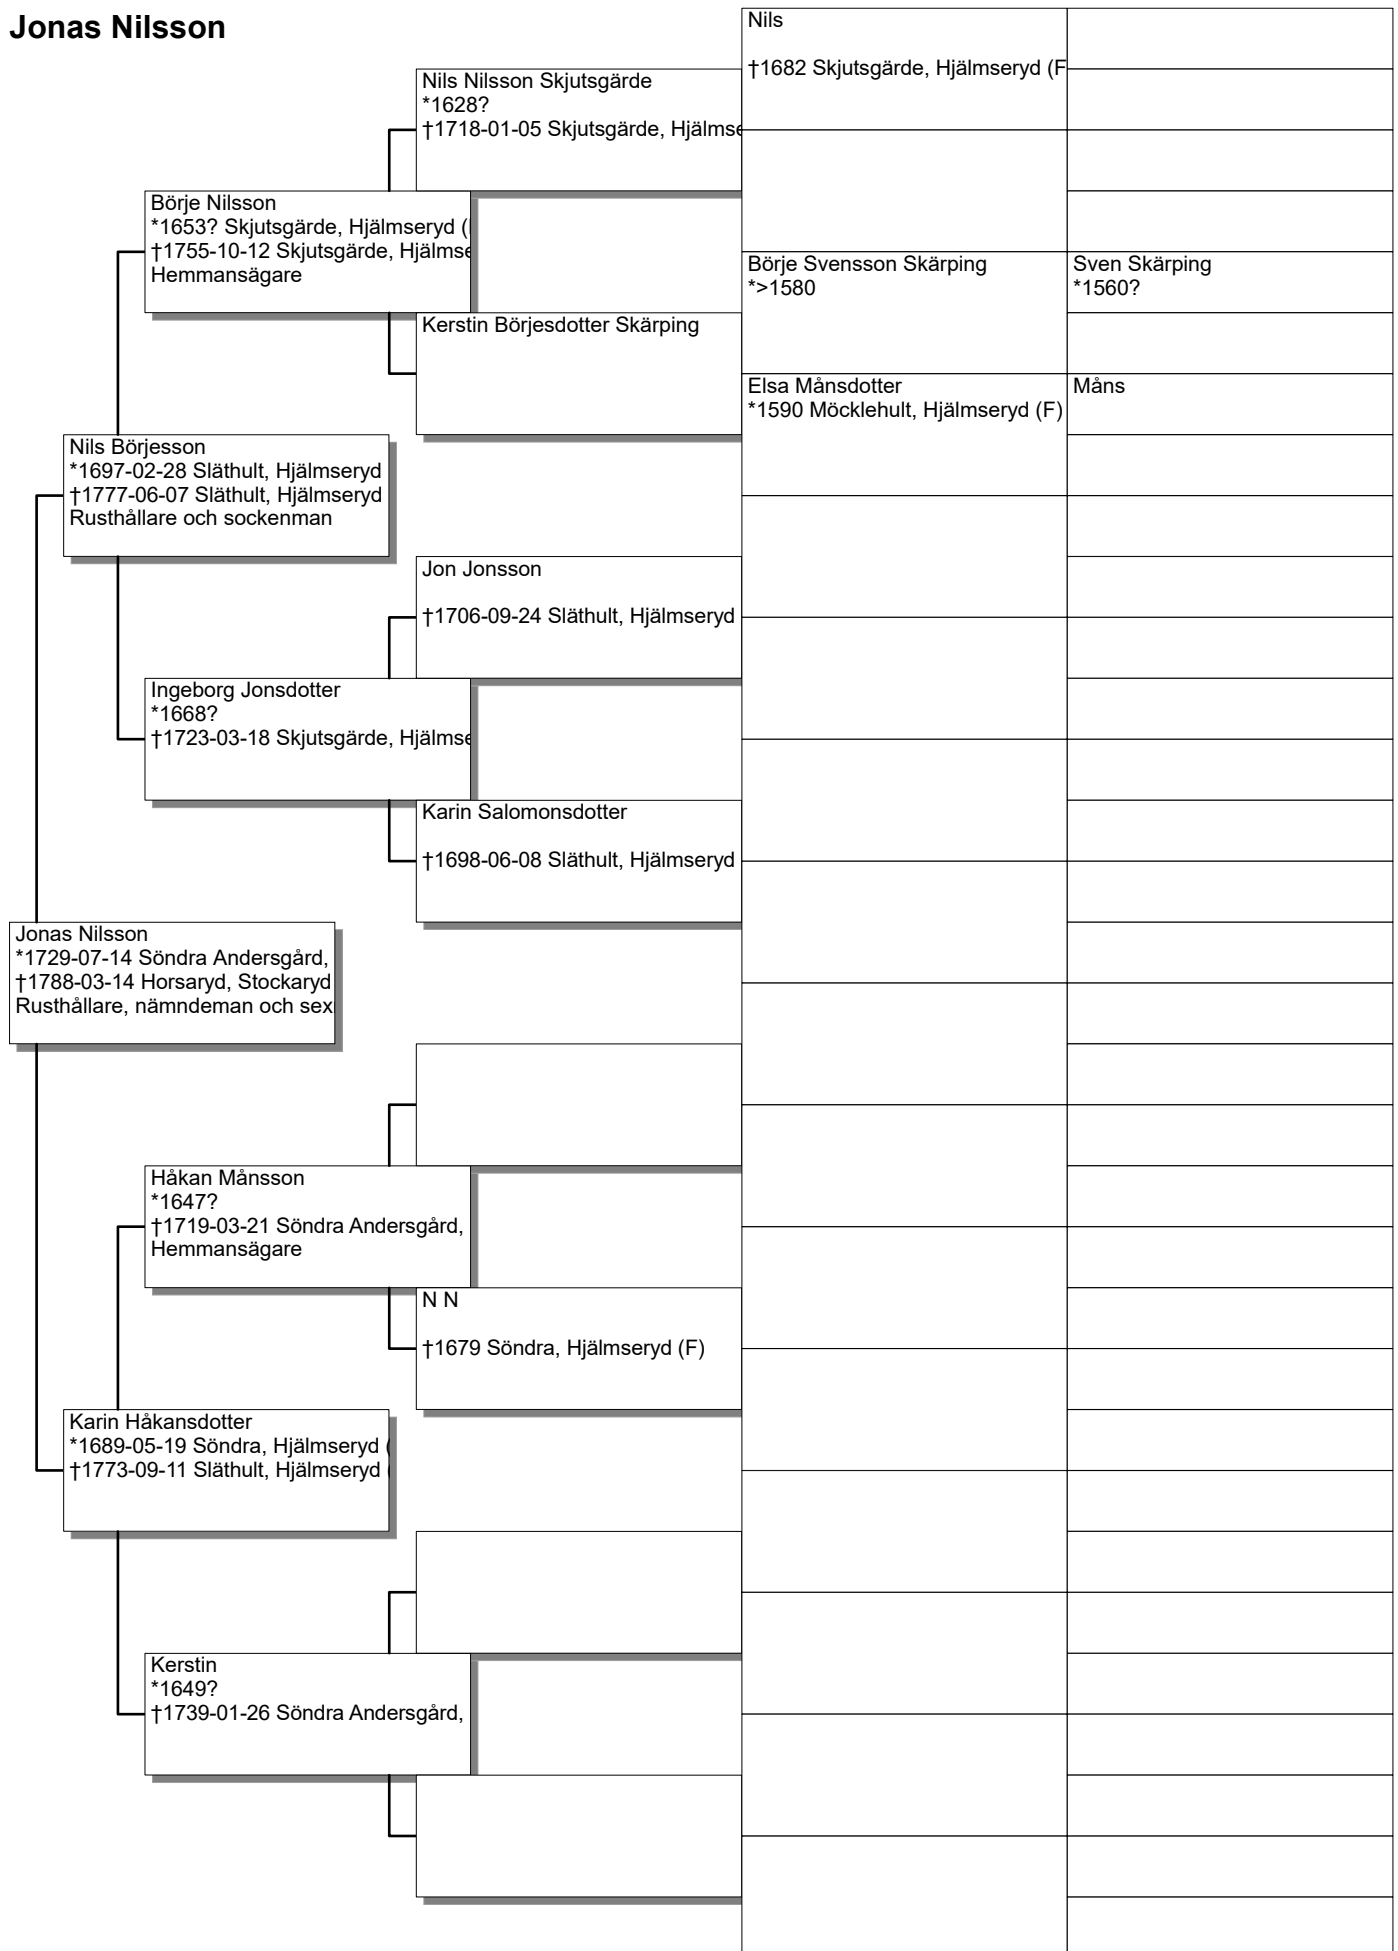 Jonas Nilsson
Nils
†1682 Skjutsgärde, Hjälmseryd (F
Nils Nilsson Skjutsgärde
*1628?
†1718-01-05 Skjutsgärde, Hjälmse
Börje Nilsson
*1653? Skjutsgärde, Hjälmseryd (
†1755-10-12 Skjutsgärde, Hjälmse
Hemmansägare
Börje Svensson Skärping
*>1580
Sven Skärping
*1560?
Kerstin Börjesdotter Skärping
Elsa Månsdotter
*1590 Möcklehult, Hjälmseryd (F)
Måns
Nils Börjesson
*1697-02-28 Släthult, Hjälmseryd
†1777-06-07 Släthult, Hjälmseryd
Rusthållare och sockenman
Jon Jonsson
†1706-09-24 Släthult, Hjälmseryd
Ingeborg Jonsdotter
*1668?
†1723-03-18 Skjutsgärde, Hjälmse
Karin Salomonsdotter
†1698-06-08 Släthult, Hjälmseryd
Jonas Nilsson
*1729-07-14 Söndra Andersgård,
†1788-03-14 Horsaryd, Stockaryd
Rusthållare, nämndeman och sex
Håkan Månsson
*1647?
†1719-03-21 Söndra Andersgård,
Hemmansägare
N N
†1679 Söndra, Hjälmseryd (F)
Karin Håkansdotter
*1689-05-19 Söndra, Hjälmseryd (
†1773-09-11 Släthult, Hjälmseryd (
Kerstin
*1649?
†1739-01-26 Söndra Andersgård,